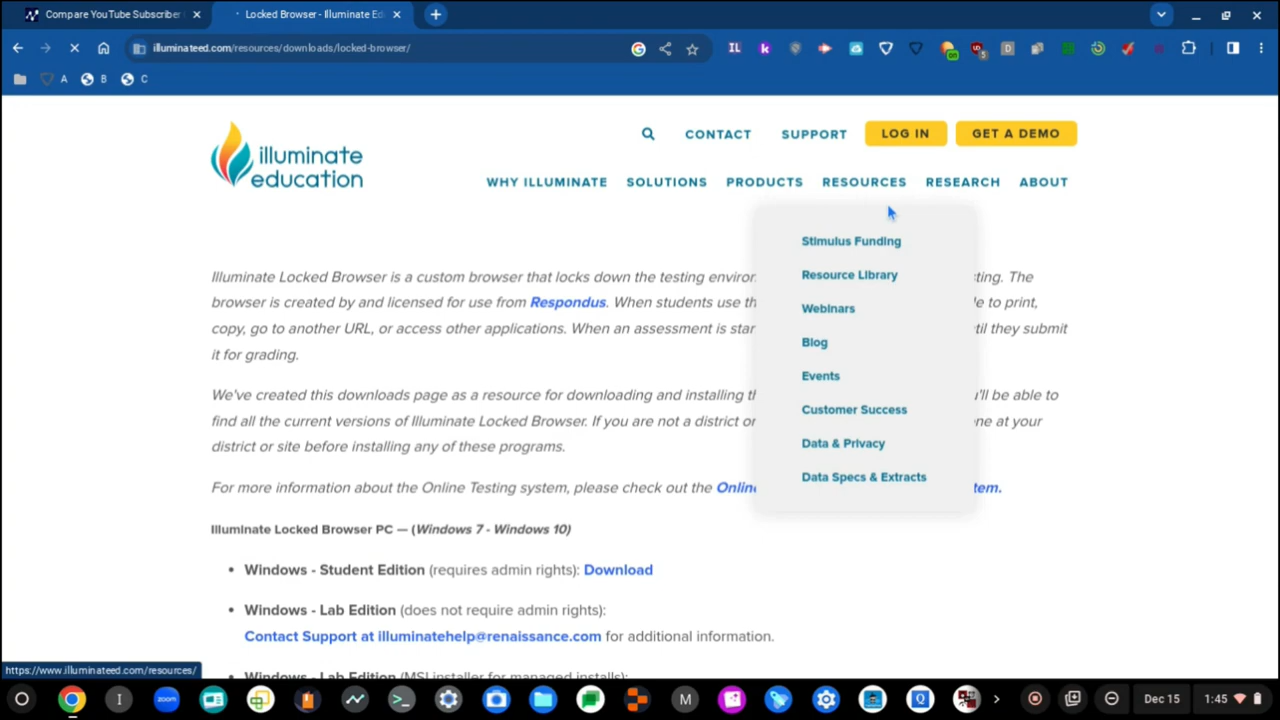 Compare YouTube Subscriber
Locked Browser - Illuminate Ed
illuminateed.com/resources/downloads/locked-browser/
A B C
illuminate
education
CONTACT SUPPORT LOG IN GET A DEMO
WHY ILLUMINATE SOLUTIONS PRODUCTS RESOURCES RESEARCH ABOUT
Stimulus Funding
Resource Library
Webinars
Blog
Events
Customer Success
Data & Privacy
Data Specs & Extracts
Illuminate Locked Browser is a custom browser that locks down the testing environ sting. The
browser is created by and licensed for use from Respondus. When students use th le to print,
copy, go to another URL, or access other applications. When an assessment is star til they submit
it for grading.
We've created this downloads page as a resource for downloading and installing th u'll be able to
find all the current versions of Illuminate Locked Browser. If you are not a district or ne at your
district or site before installing any of these programs.
For more information about the Online Testing system, please check out the Onlin tem.
Illuminate Locked Browser PC — (Windows 7 - Windows 10)
• Windows - Student Edition (requires admin rights): Download
• Windows - Lab Edition (does not require admin rights):
Contact Support at illuminatehelp@renaissance.com for additional information.
Windows - Lab Edition (MSI installer for managed installs):
https://www.illuminateed.com/resources/
Dec 15 1:45